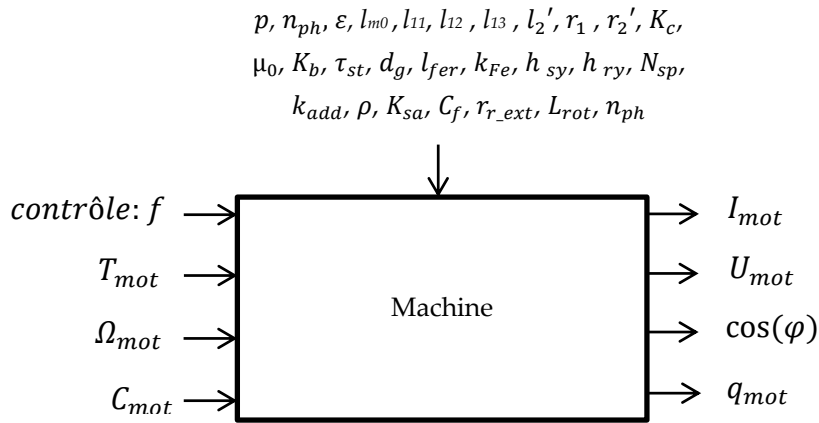 p, n_ph, ε, l_m0, l_11, l_12 , l_13 , l_2′, r_1 , r_2′, K_c,
μ_0, K_b, τ_st, d_g, l_fer, k_Fe, h_sy, h_ry, N_sp,
k_add, ρ, K_sa, C_f, r_r_ext, L_rot, n_ph
contrôle: f
T_mot
Ω_mot
C_mot
Machine
I_mot
U_mot
cos(φ)
q_mot